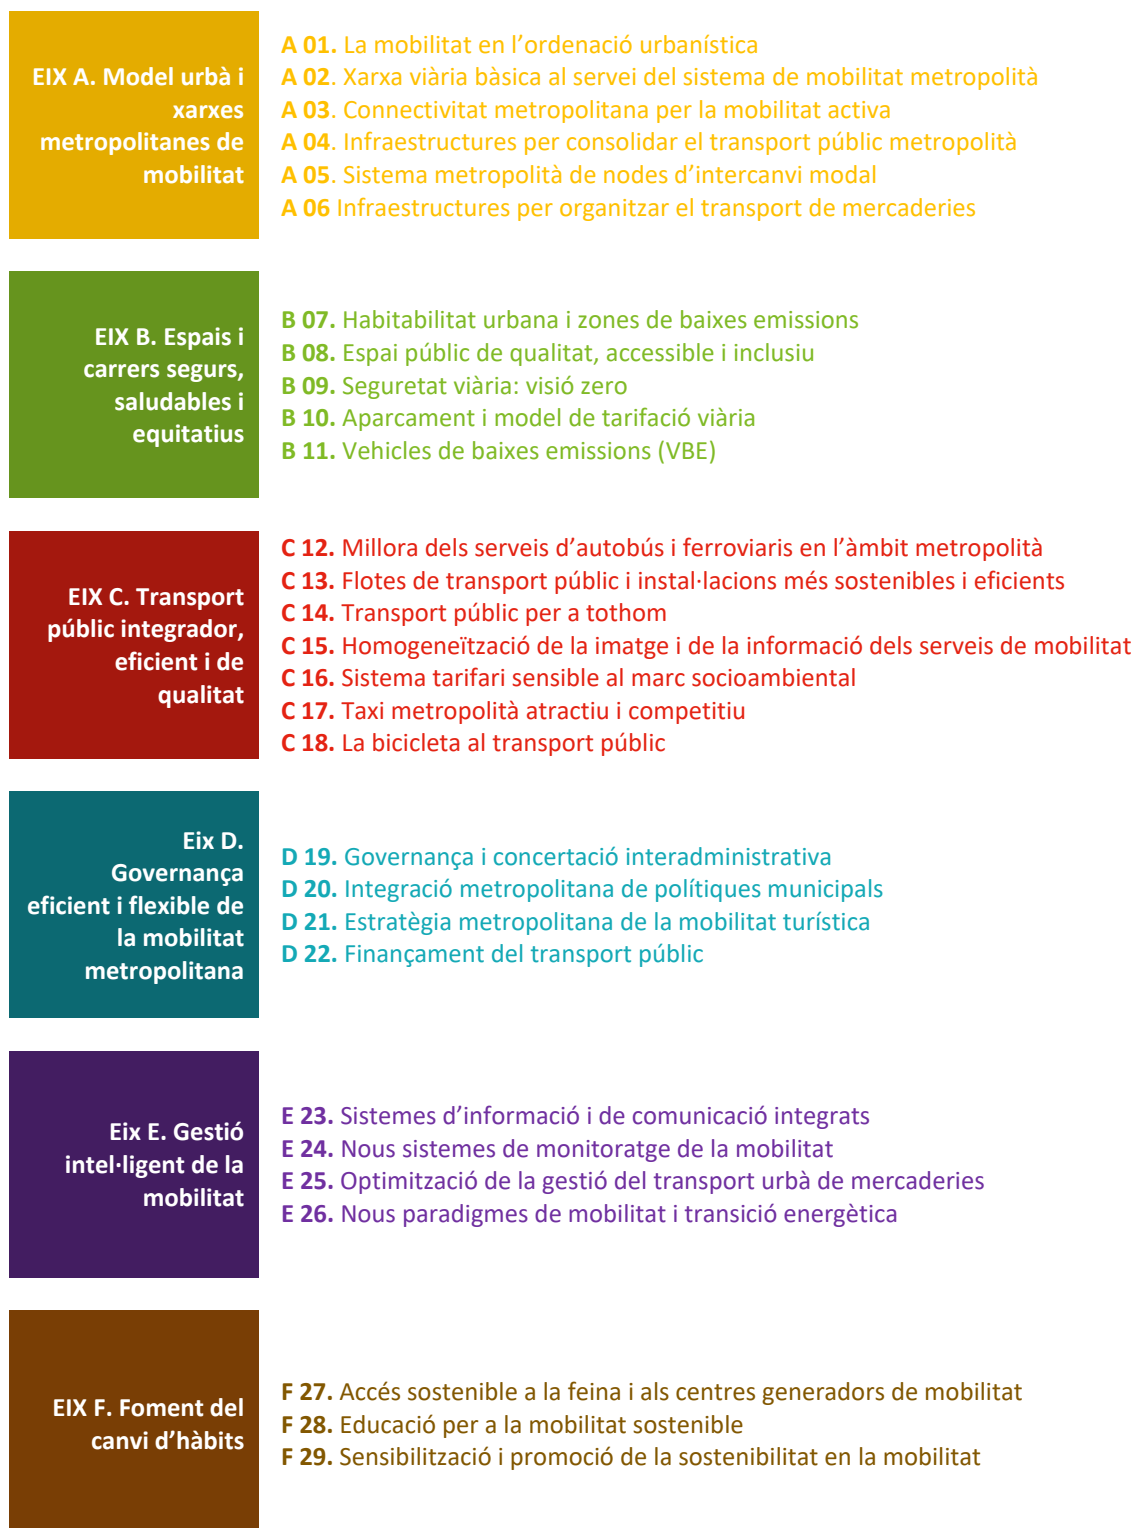 EIX A. Model urbà i
xarxes
metropolitanes de
mobilitat
A 01. La mobilitat en l’ordenació urbanística
A 02. Xarxa viària bàsica al servei del sistema de mobilitat metropolità
A 03. Connectivitat metropolitana per la mobilitat activa
A 04. Infraestructures per consolidar el transport públic metropolità
A 05. Sistema metropolità de nodes d’intercanvi modal
A 06 Infraestructures per organitzar el transport de mercaderies
EIX B. Espais i
carrers segurs,
saludables i
equitatius
B 07. Habitabilitat urbana i zones de baixes emissions
B 08. Espai públic de qualitat, accessible i inclusiu
B 09. Seguretat viària: visió zero
B 10. Aparcament i model de tarifació viària
B 11. Vehicles de baixes emissions (VBE)
EIX C. Transport
públic integrador,
eficient i de
qualitat
C 12. Millora dels serveis d’autobús i ferroviaris en l’àmbit metropolità
C 13. Flotes de transport públic i instal·lacions més sostenibles i eficients
C 14. Transport públic per a tothom
C 15. Homogeneïtzació de la imatge i de la informació dels serveis de mobilitat
C 16. Sistema tarifari sensible al marc socioambiental
C 17. Taxi metropolità atractiu i competitiu
C 18. La bicicleta al transport públic
Eix D.
Governança
eficient i flexible de
la mobilitat
metropolitana
D 19. Governança i concertació interadministrativa
D 20. Integració metropolitana de polítiques municipals
D 21. Estratègia metropolitana de la mobilitat turística
D 22. Finançament del transport públic
Eix E. Gestió
intel·ligent de la
mobilitat
E 23. Sistemes d’informació i de comunicació integrats
E 24. Nous sistemes de monitoratge de la mobilitat
E 25. Optimització de la gestió del transport urbà de mercaderies
E 26. Nous paradigmes de mobilitat i transició energètica
EIX F. Foment del
canvi d’hàbits
F 27. Accés sostenible a la feina i als centres generadors de mobilitat
F 28. Educació per a la mobilitat sostenible
F 29. Sensibilització i promoció de la sostenibilitat en la mobilitat